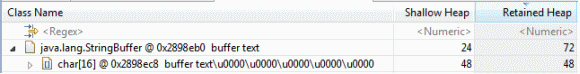 Class Name Shallow Heap Retained Heap
<Regex> <Numeric> <Numeric>
java.lang.StringBuffer @ 0x2898eb0 buffer text 24 72
char[16] @ 0x2898ec8 buffer text\u0000\u0000\u0000\u0000\u0000 48 48